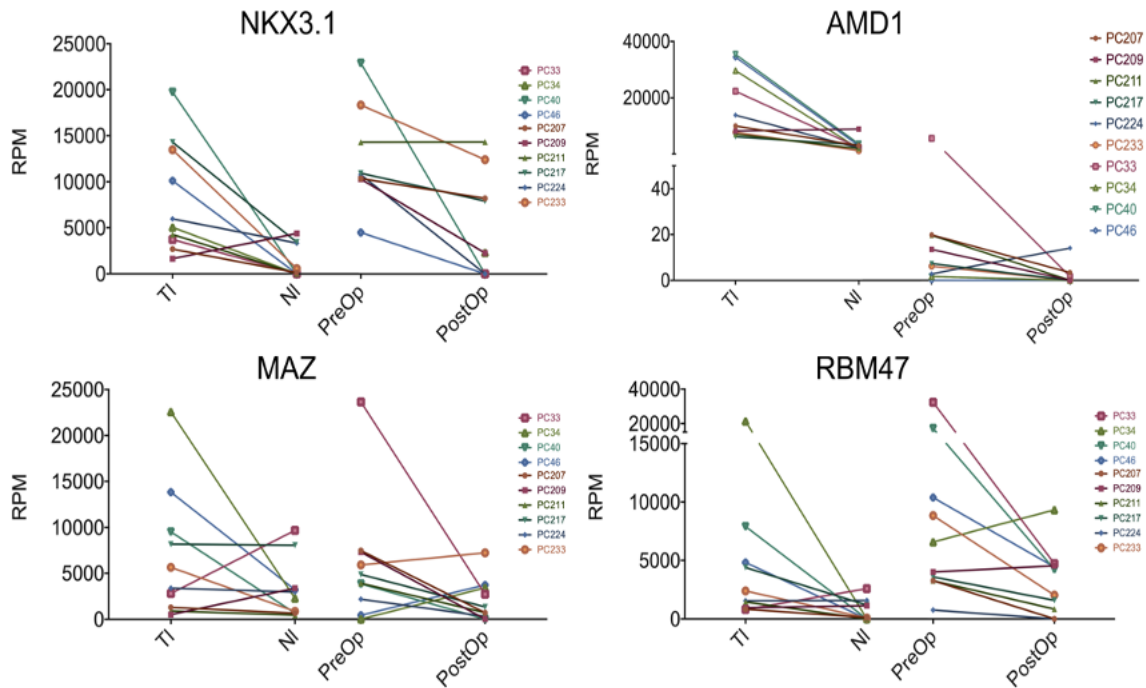 NKX3.1
RPM
25000
20000
15000
10000
5000
0
TI
NI
PreOp
PostOp
PC33
PC34
PC40
PC46
PC207
PC209
PC211
PC217
PC224
PC233
AMD1
RPM
40000
20000
40
20
0
TI
NI
PreOp
PostOp
PC207
PC209
PC211
PC217
PC224
PC233
PC33
PC34
PC40
PC46
MAZ
RPM
25000
20000
15000
10000
5000
0
TI
NI
PreOp
PostOp
PC33
PC34
PC40
PC46
PC207
PC209
PC211
PC217
PC224
PC233
RBM47
RPM
40000
20000
15000
10000
5000
0
TI
NI
PreOp
PostOp
PC33
PC34
PC40
PC46
PC207
PC209
PC211
PC217
PC224
PC233